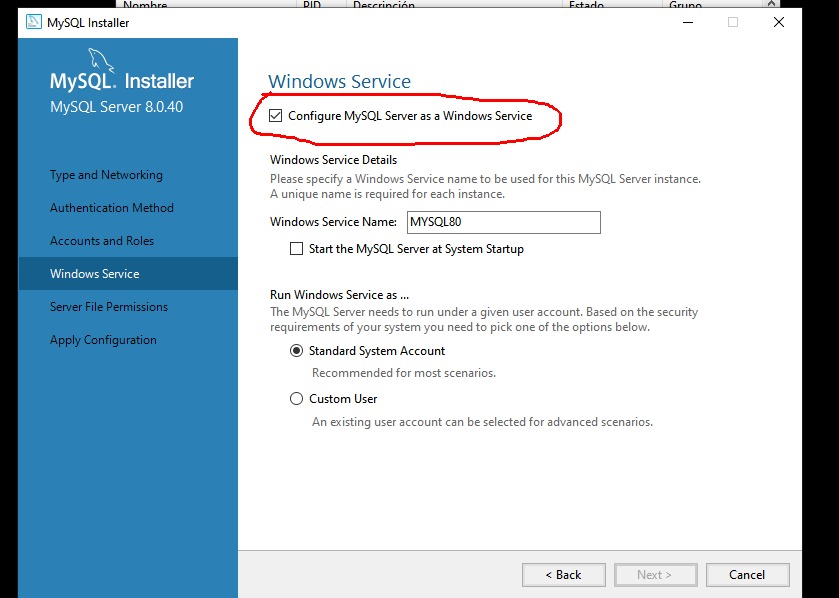 Nombre PID Descripción Estado Grupo
MySQL Installer
MySQL. Installer
MySQL Server 8.0.40
Type and Networking
Authentication Method
Accounts and Roles
Windows Service
Server File Permissions
Apply Configuration
Windows Service
Configure MySQL Server as a Windows Service
Windows Service Details
Please specify a Windows Service name to be used for this MySQL Server instance.
A unique name is required for each instance.
Windows Service Name: MYSQL80
Start the MySQL Server at System Startup
Run Windows Service as ...
The MySQL Server needs to run under a given user account. Based on the security
requirements of your system you need to pick one of the options below.
Standard System Account
Recommended for most scenarios.
Custom User
An existing user account can be selected for advanced scenarios.
< Back Next > Cancel